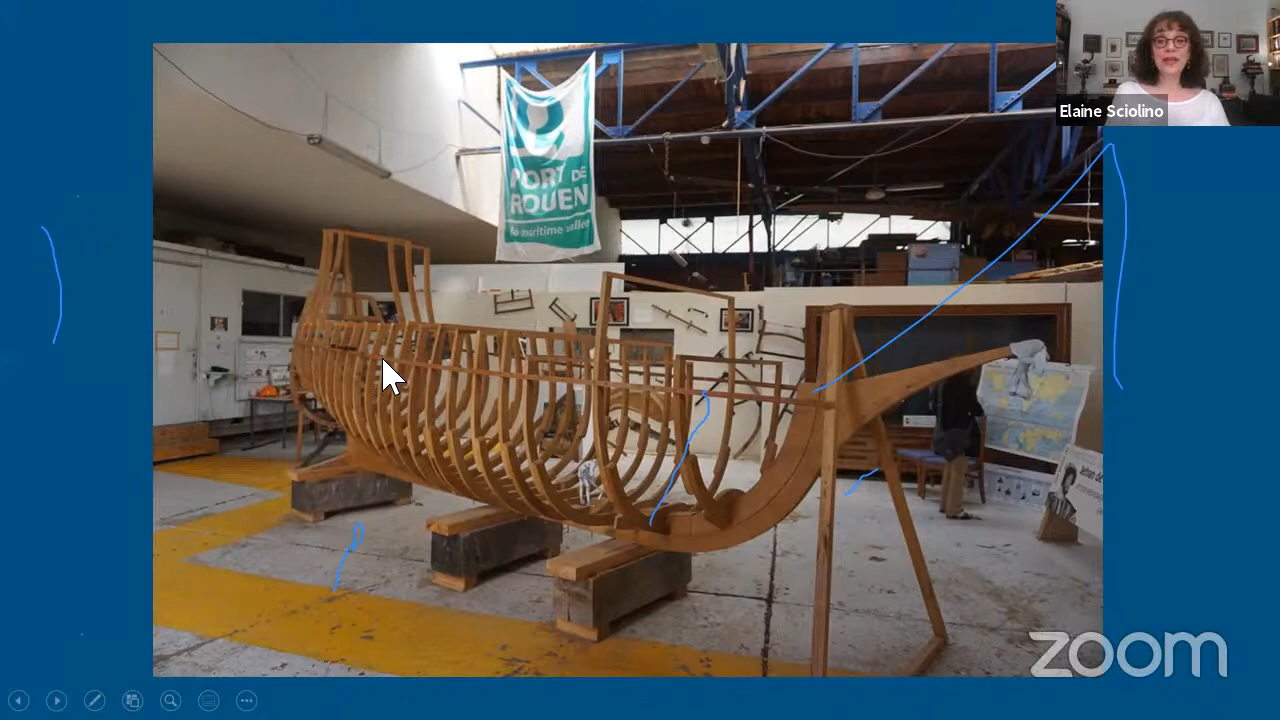 Elaine Sciolino
PORT DE
ROUEN
la maritime vallée
zoom